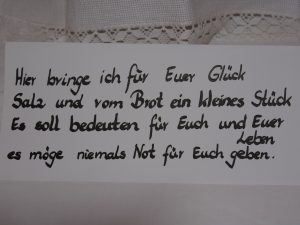 Hier bringe ich für Euer Glück
Salz und vom Brot ein kleines Stück
Es soll bedeuten für Euch und Euer
Leben
es möge niemals Not für Euch geben.